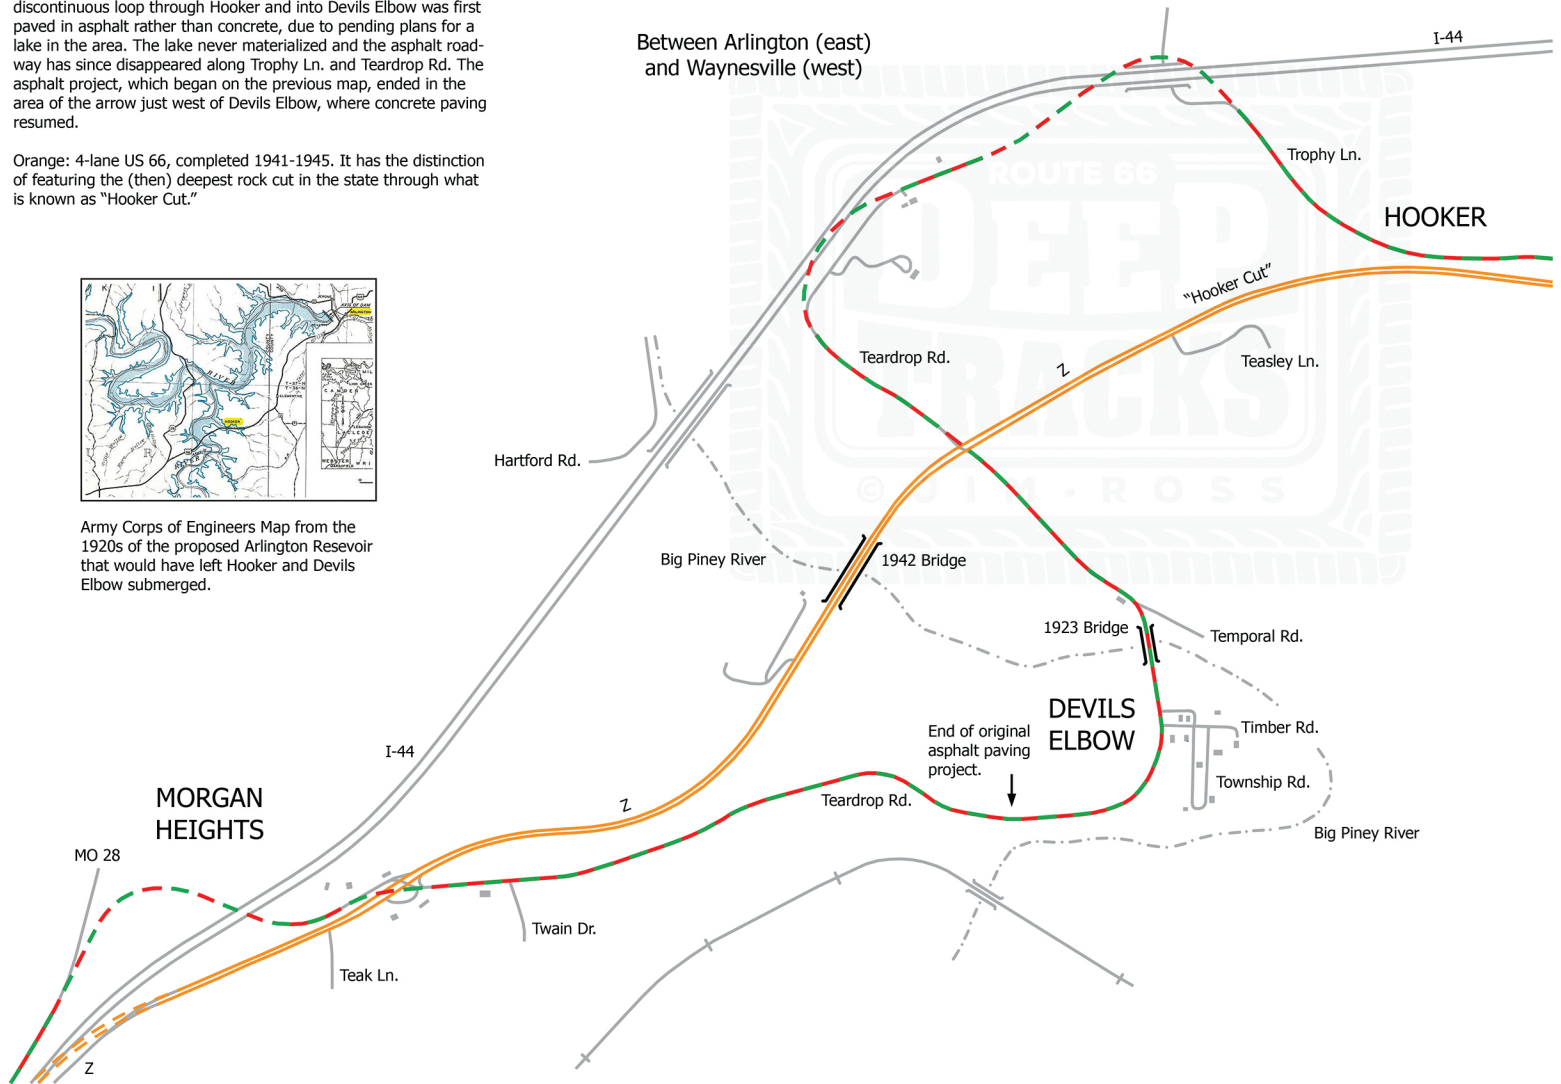 discontinuous loop through Hooker and into Devils Elbow was first
paved in asphalt rather than concrete, due to pending plans for a
lake in the area. The lake never materialized and the asphalt road-
way has since disappeared along Trophy Ln. and Teardrop Rd. The
asphalt project, which began on the previous map, ended in the
area of the arrow just west of Devils Elbow, where concrete paving
resumed.
Orange: 4-lane US 66, completed 1941-1945. It has the distinction
of featuring the (then) deepest rock cut in the state through what
is known as “Hooker Cut.”
Between Arlington (east)
and Waynesville (west)
I-44
Trophy Ln.
HOOKER
ROUTE 66
DEEP
TRACKS
© JIM · ROSS
“Hooker Cut”
Teardrop Rd.
Z
Teasley Ln.
Hartford Rd.
ARLINGTON
HOOKER
RIVER
CLEMENTINE
CAMDEN
LACLEDE
WEBSTER
WRI
Army Corps of Engineers Map from the
1920s of the proposed Arlington Resevoir
that would have left Hooker and Devils
Elbow submerged.
Big Piney River
1942 Bridge
1923 Bridge
Temporal Rd.
DEVILS
ELBOW
End of original
asphalt paving
project.
Timber Rd.
Township Rd.
Big Piney River
I-44
Z
Teardrop Rd.
MORGAN
HEIGHTS
MO 28
Twain Dr.
Teak Ln.
Z